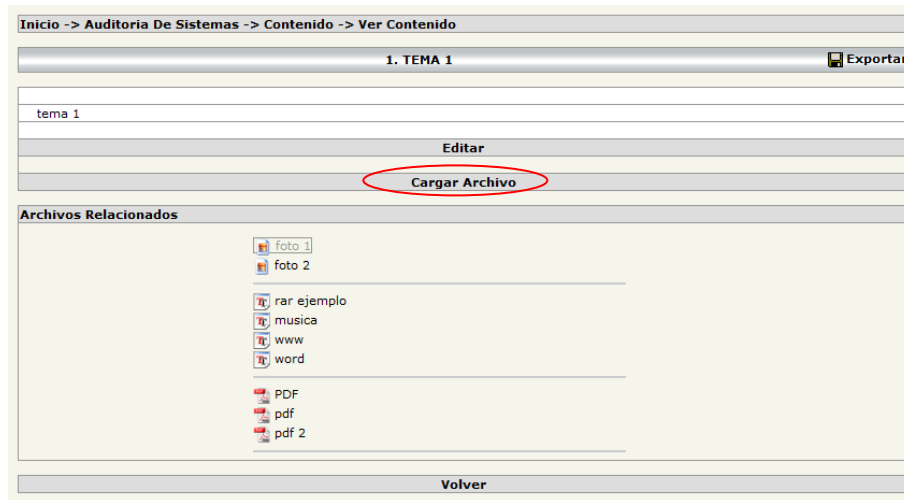 Inicio -> Auditoria De Sistemas -> Contenido -> Ver Contenido
1. TEMA 1 Exportar
tema 1
Editar
Cargar Archivo
Archivos Relacionados
foto 1
foto 2
rar ejemplo
musica
www
word
PDF
pdf
pdf 2
Volver